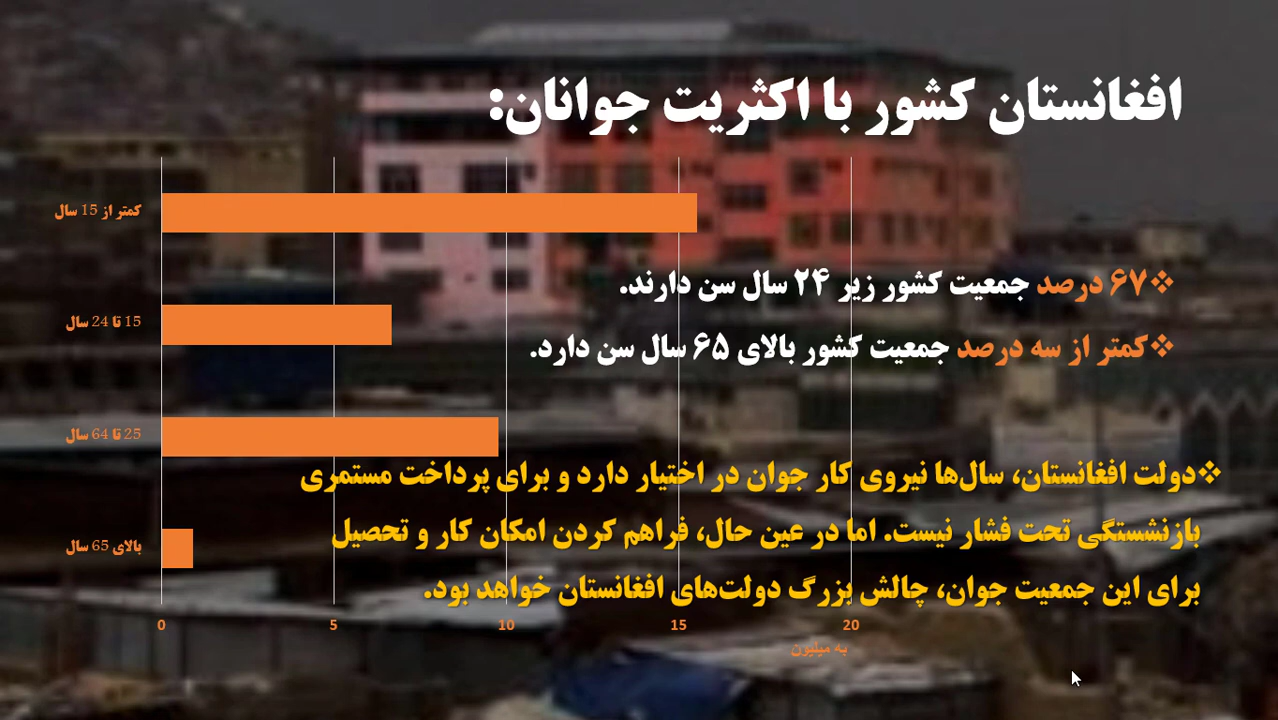 افغانستان کشور با اکثریت جوانان:
کمتر از 15 سال
❖۶۷ درصد جمعیت کشور زیر ۲۴ سال سن دارند.
15 تا 24 سال
❖کمتر از سه درصد جمعیت کشور بالای ۶۵ سال سن دارد.
25 تا 64 سال
❖دولت افغانستان، سال‌ها نیروی کار جوان در اختیار دارد و برای پرداخت مستمری
بازنشستگی تحت فشار نیست. اما در عین حال، فراهم کردن امکان کار و تحصیل
بالای 65 سال
برای این جمعیت جوان، چالش بزرگ دولت‌های افغانستان خواهد بود.
0 5 10 15 20
به میلیون